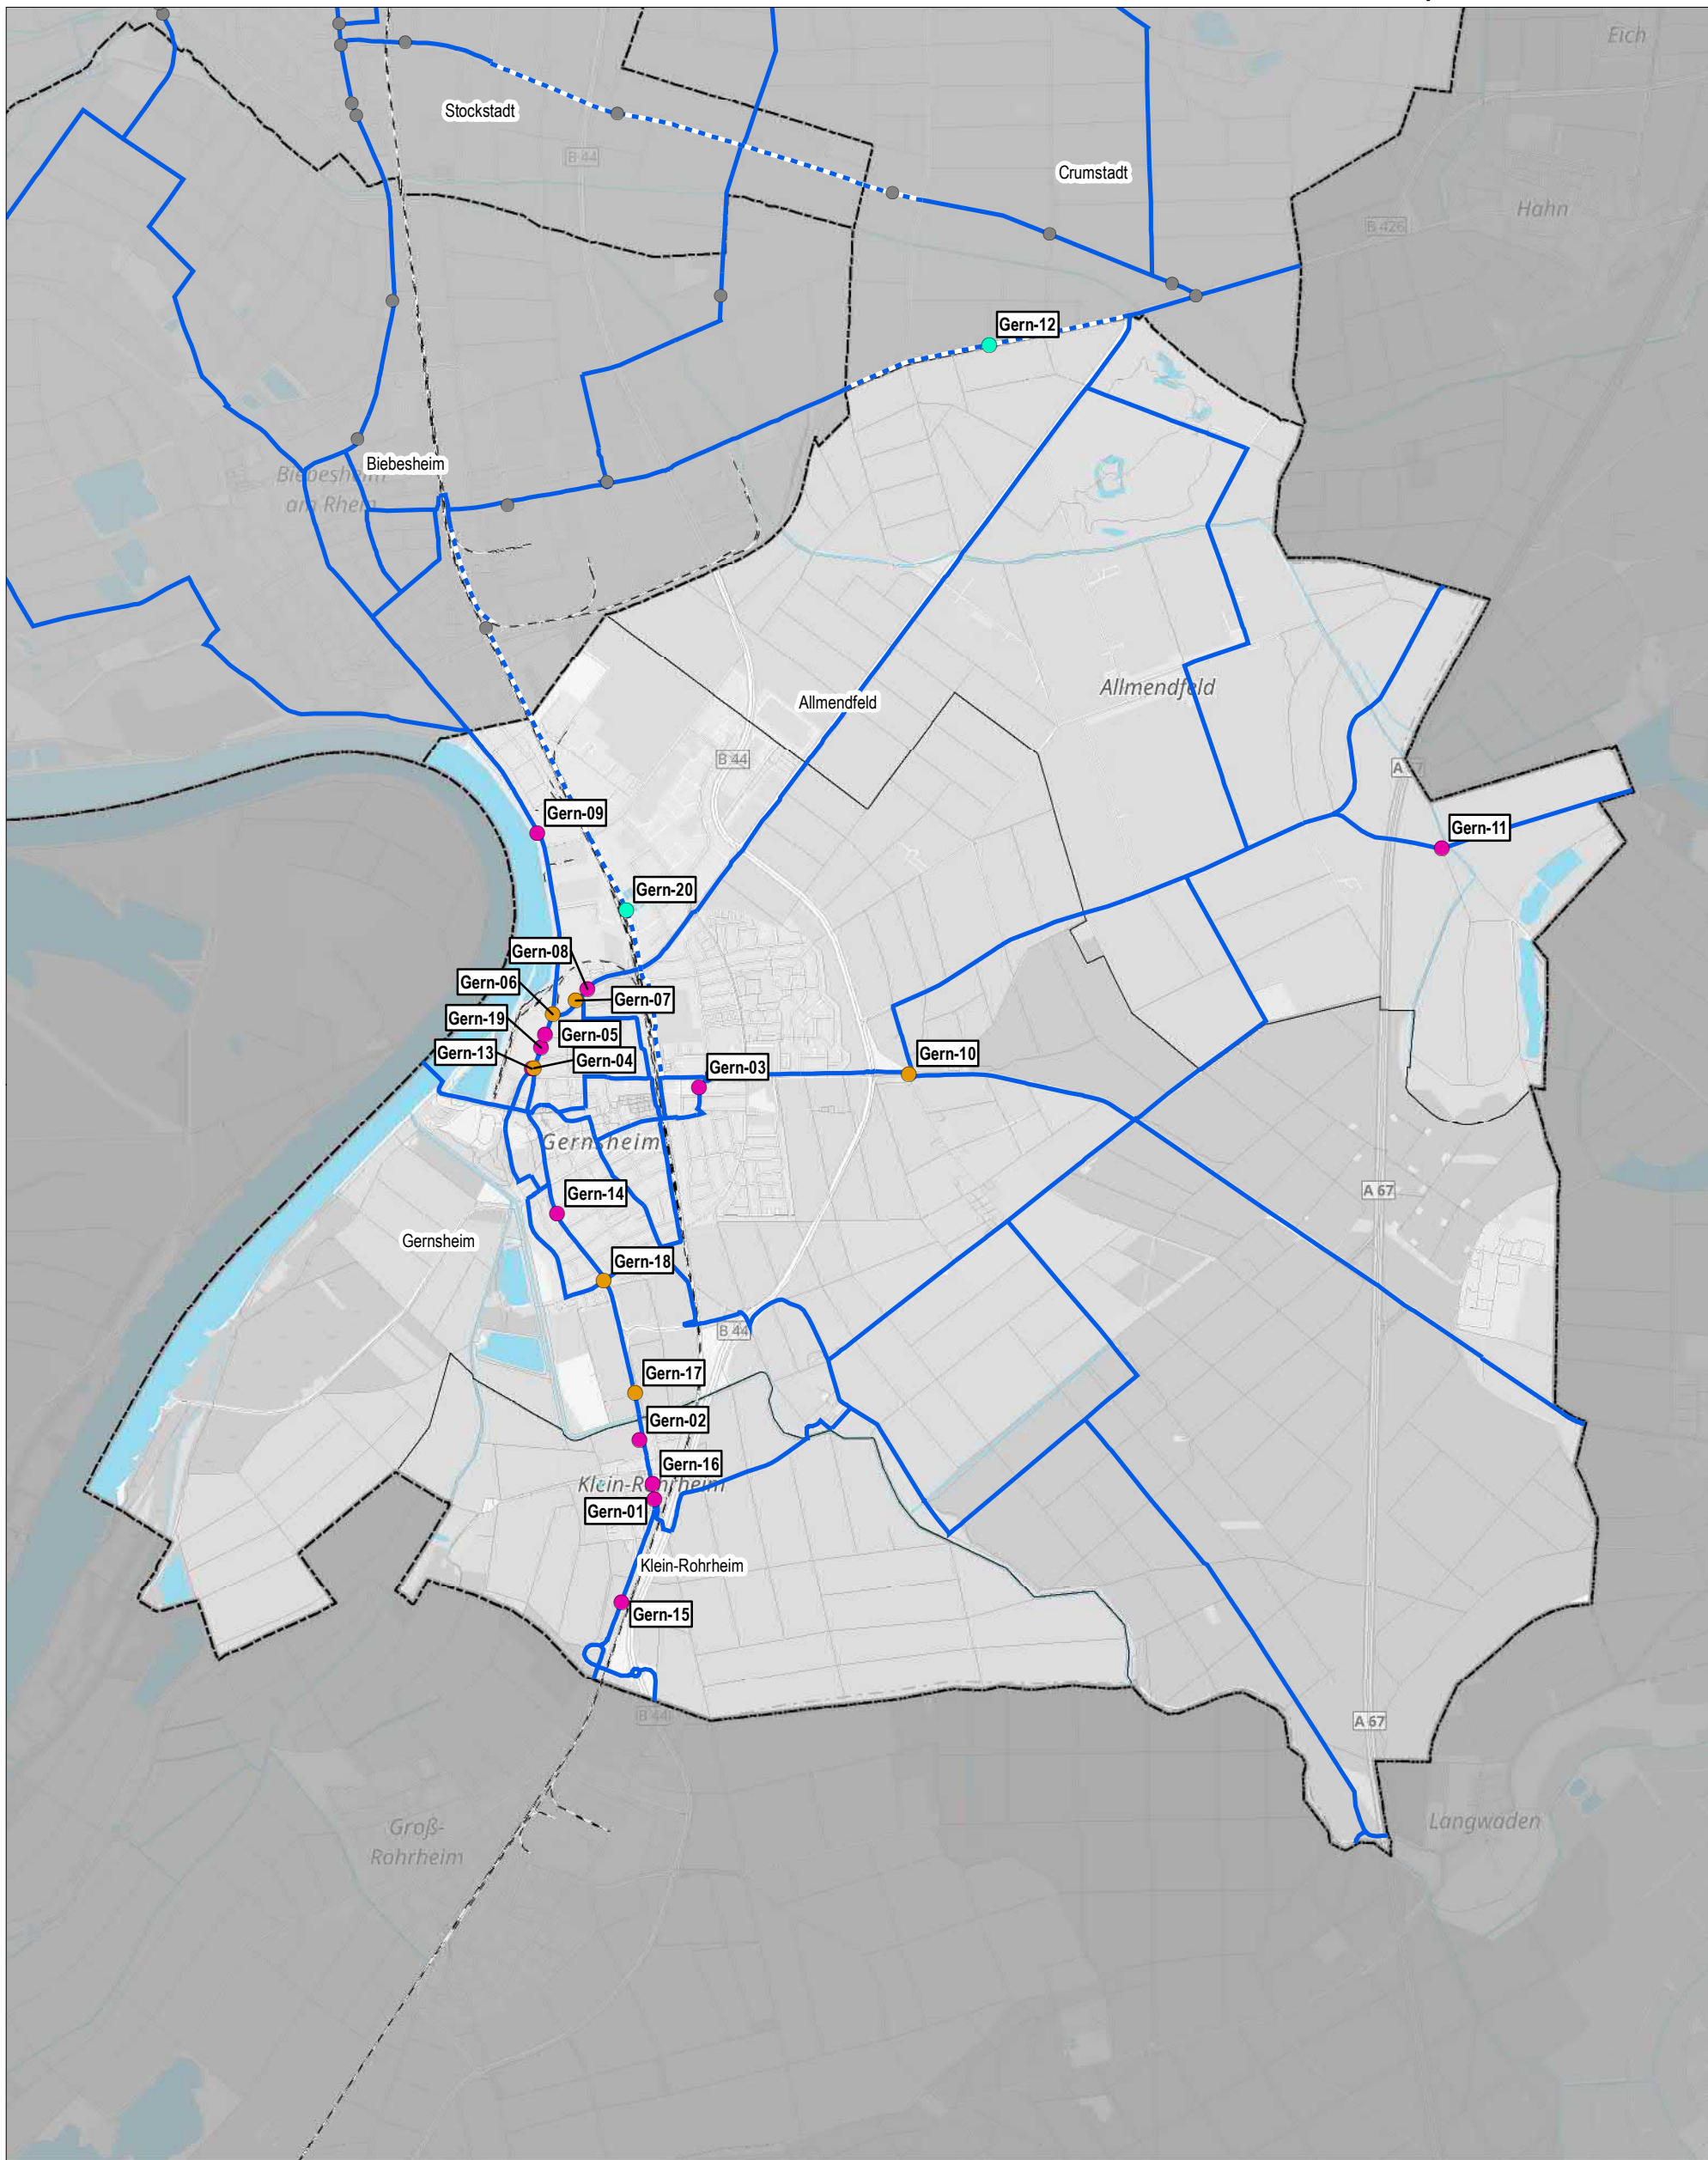 Eich
Stockstadt
B 44
Crumstadt
Hahn
B 426
Gern-12
Biebesheim
Biebesheim
am Rhein
Allmendfeld
Allmendfeld
B 44
Gern-09
Gern-11
Gern-20
Gern-08
Gern-06
Gern-07
Gern-19
Gern-05
Gern-13
Gern-04
Gern-03
Gern-10
Gernsheim
Gern-14
A 67
Gernsheim
Gern-18
B 44
Gern-17
Gern-02
Gern-16
Klein-Rohrheim
Gern-01
Klein-Rohrheim
Gern-15
B 44
A 67
Groß-
Rohrheim
Langwaden